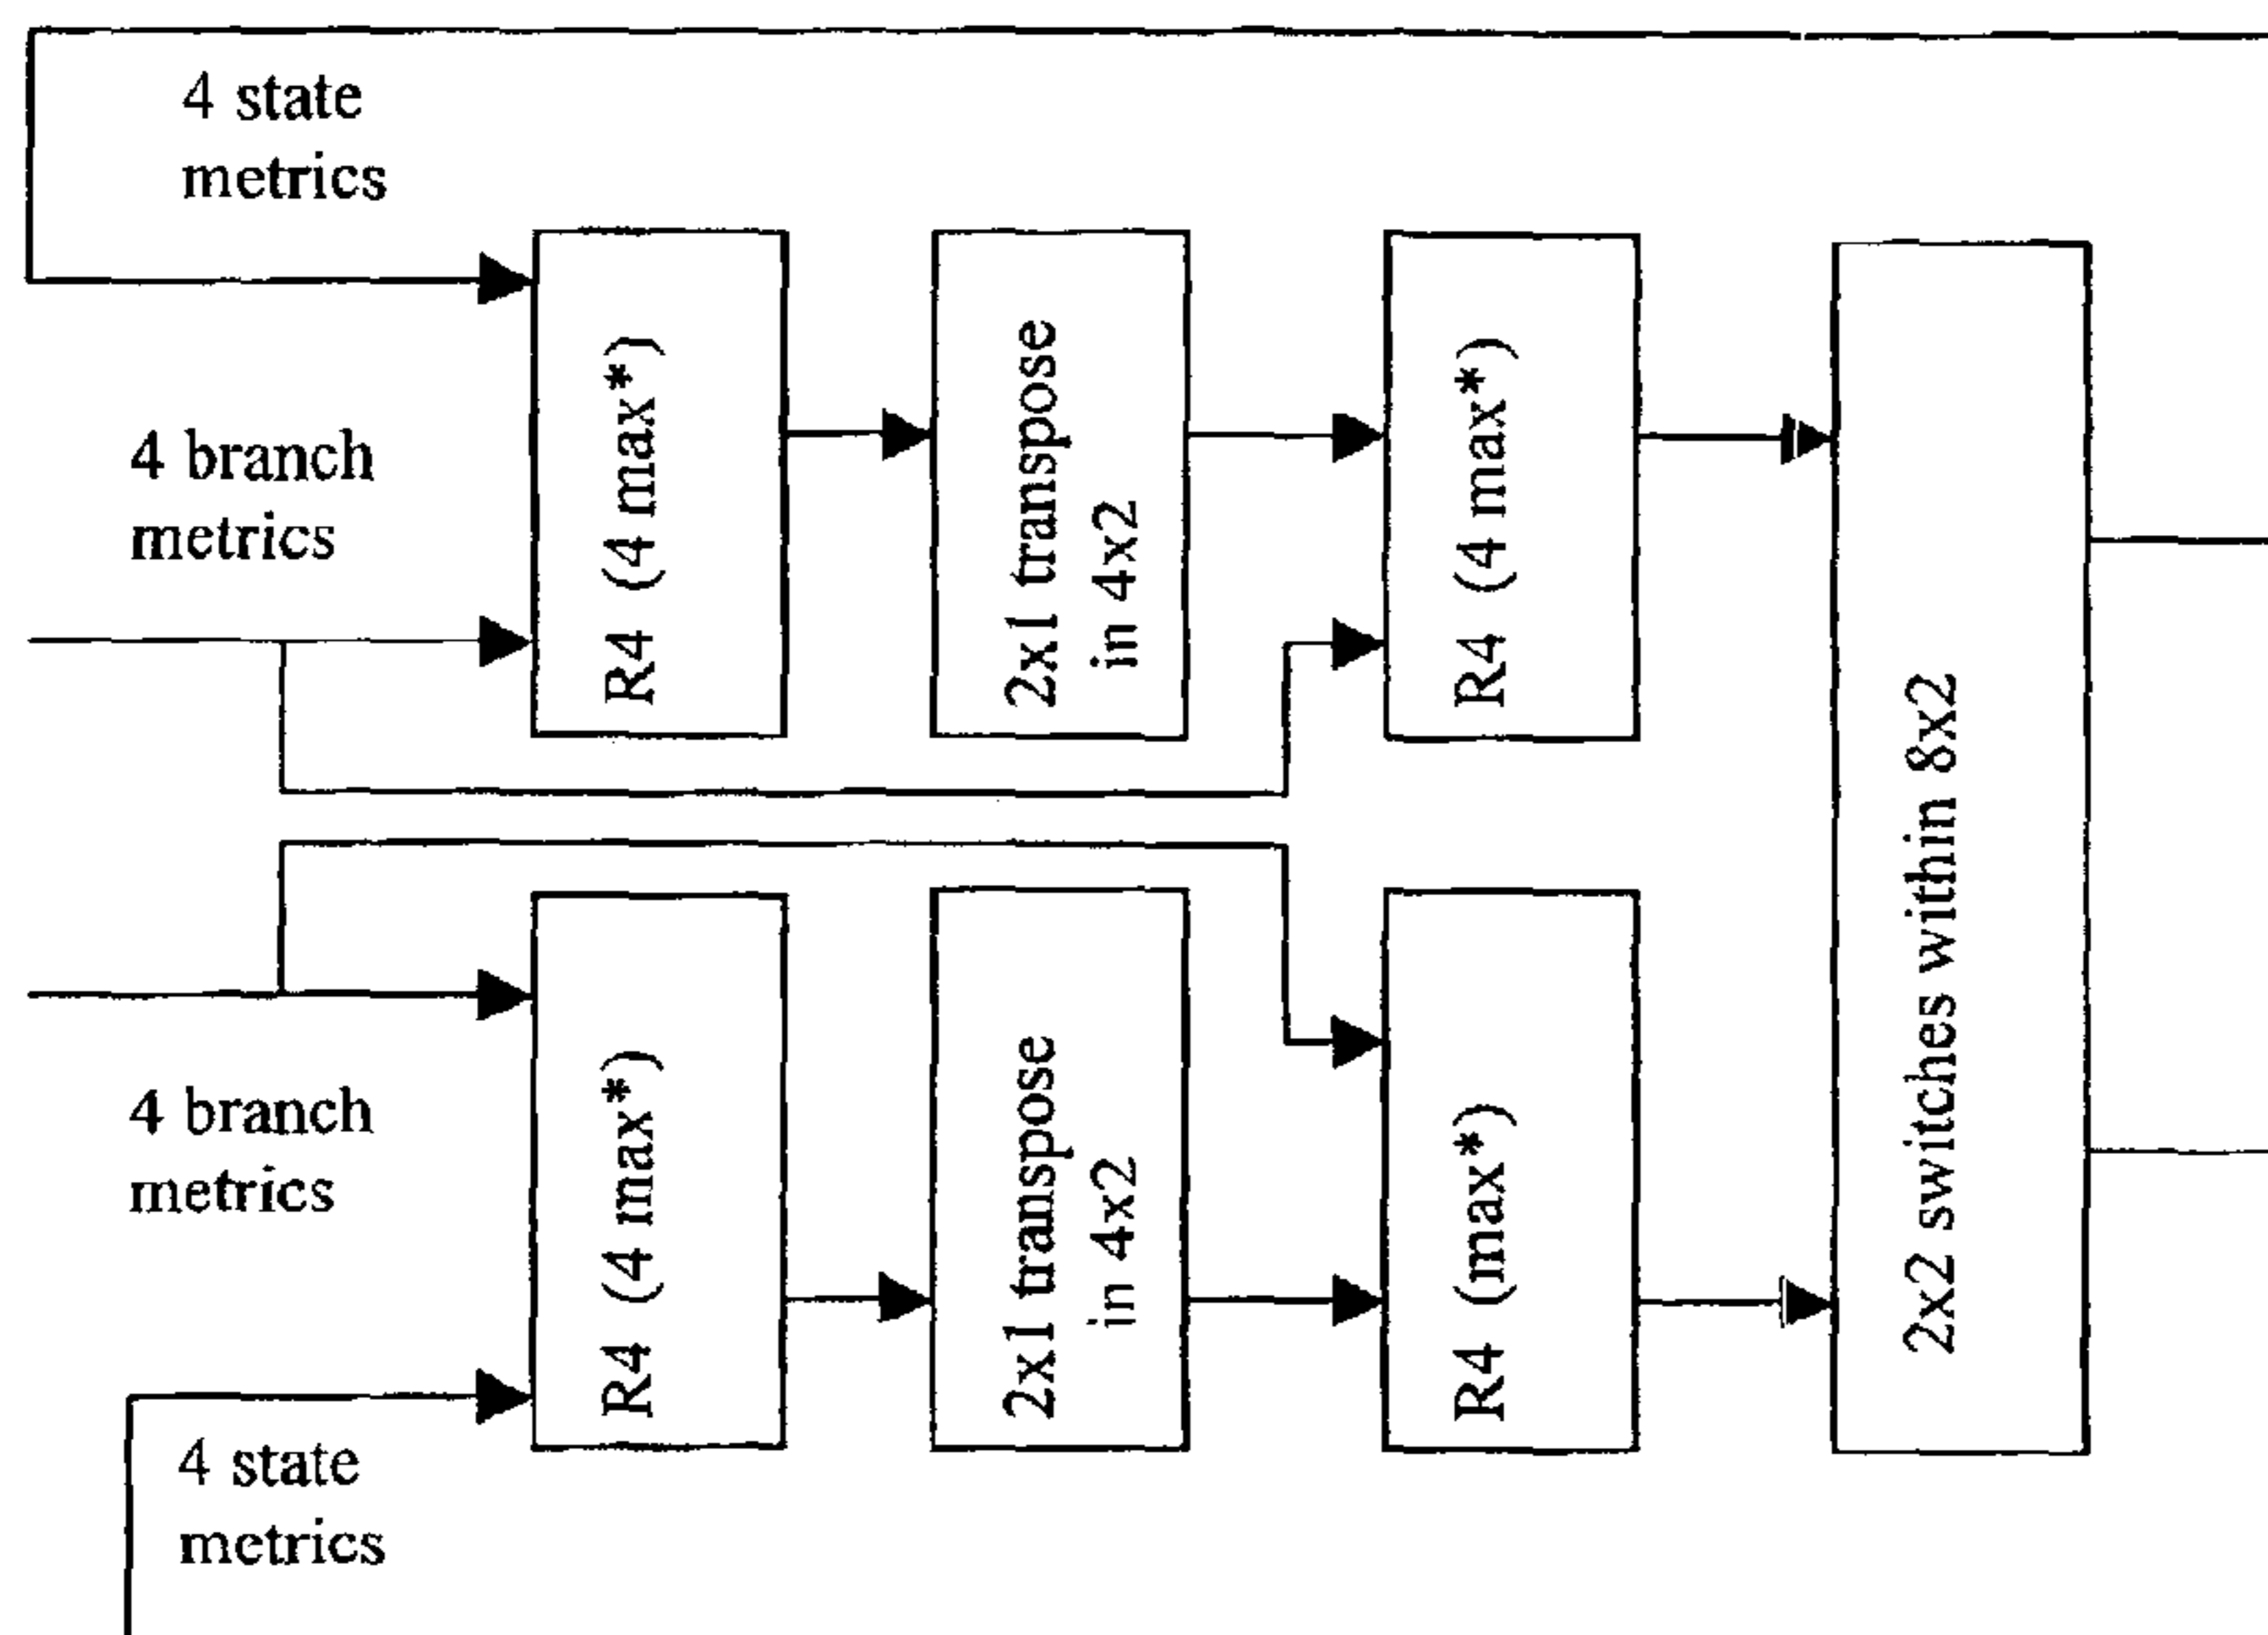 4 state
metrics
4 branch
metrics
R4 (4 max*)
2x1 transpose
in 4x2
R4 (4 max*)
2x2 switches within 8x2
4 branch
metrics
R4 (4 max*)
2x1 transpose
in 4x2
R4 (max*)
4 state
metrics